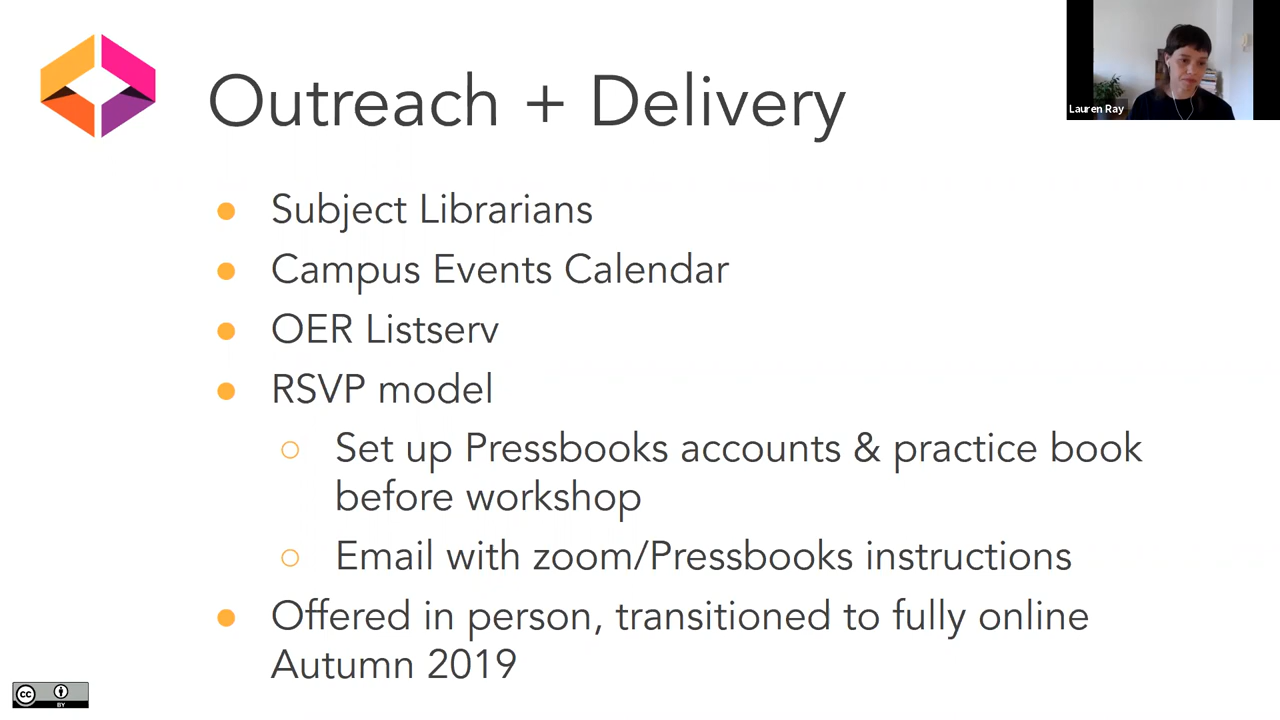 Outreach + Delivery
Lauren Ray
● Subject Librarians
● Campus Events Calendar
● OER Listserv
● RSVP model
○ Set up Pressbooks accounts & practice book
before workshop
○ Email with zoom/Pressbooks instructions
● Offered in person, transitioned to fully online
Autumn 2019
cc
BY